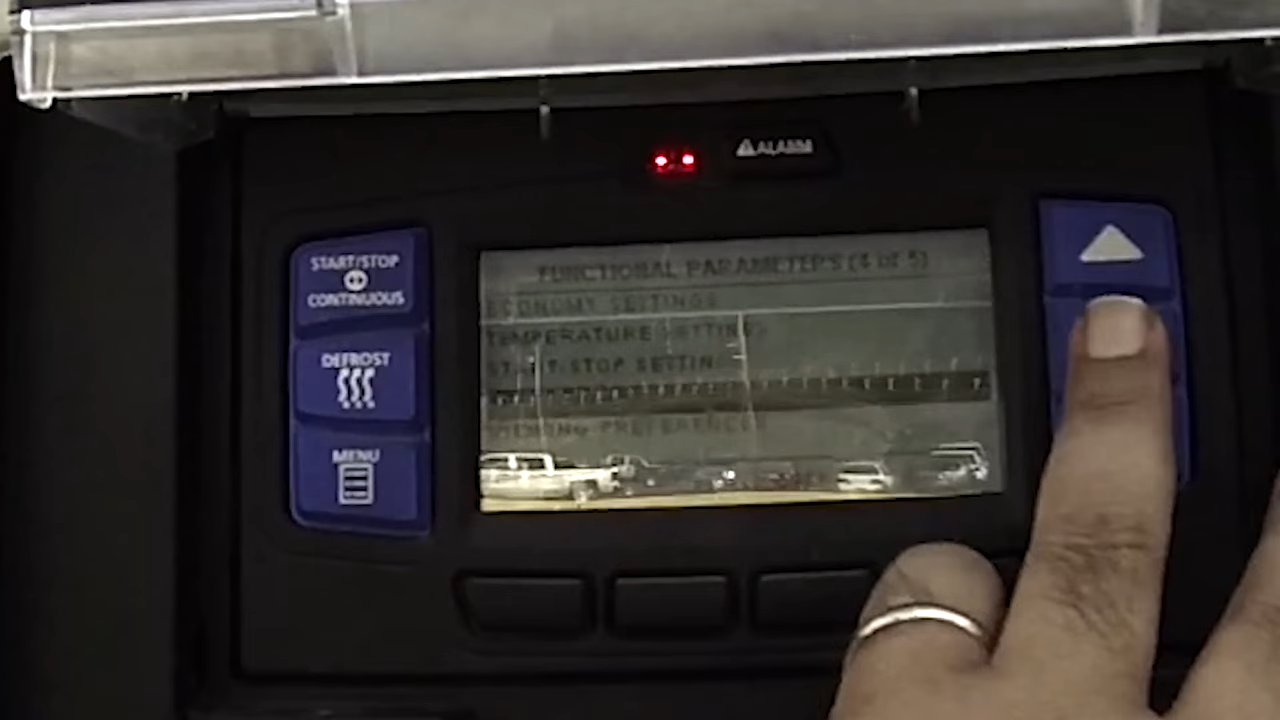 ⚠ALARM
START/STOP
CONTINUOUS
DEFROST
MENU
FUNCTIONAL PARAMETERS (4 of 5)
ECONOMY SETTINGS
TEMPERATURE SETTINGS
START/STOP SETTINGS
PREFERENCES